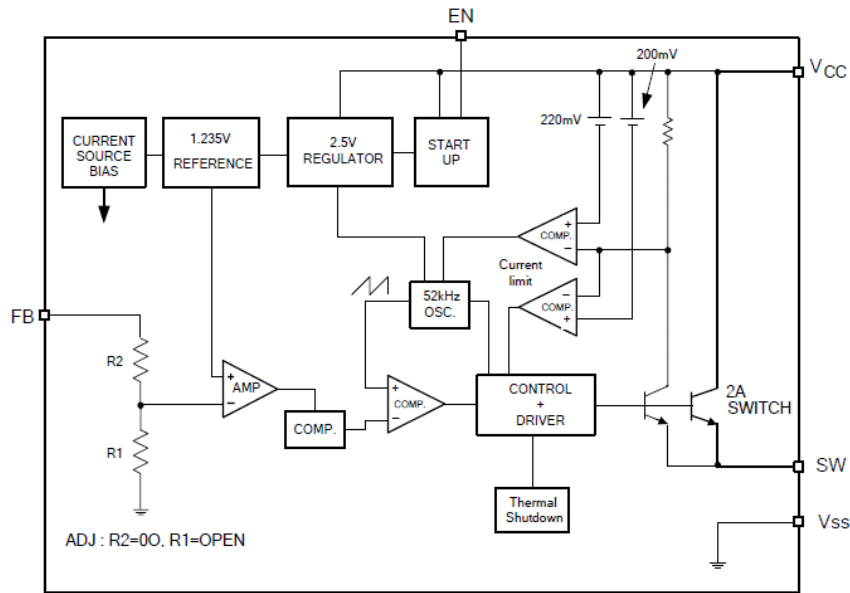 EN
200mV
VCC
220mV
CURRENT
SOURCE
BIAS
1.235V
REFERENCE
2.5V
REGULATOR
START
UP
+
COMP.
−
Current
limit
−
COMP.
+
−
52kHz
OSC.
FB
R2
+
AMP
−
+
COMP.
−
COMP.
CONTROL
+
DRIVER
2A
SWITCH
R1
SW
Thermal
Shutdown
Vss
ADJ : R2=0O, R1=OPEN